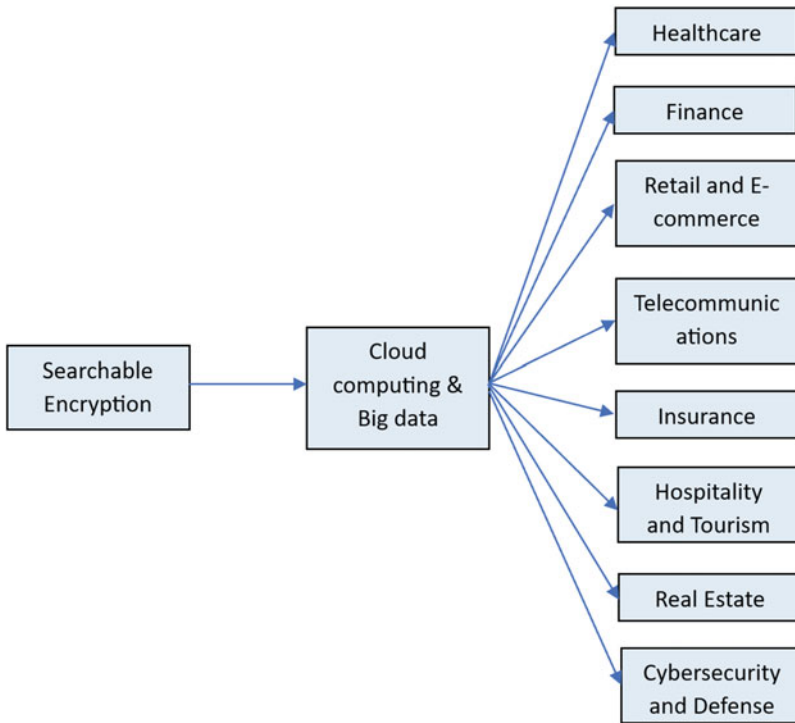 Healthcare
Finance
Retail and E-
commerce
Telecommunic
ations
Searchable
Encryption
Cloud
computing &
Big data
Insurance
Hospitality
and Tourism
Real Estate
Cybersecurity
and Defense